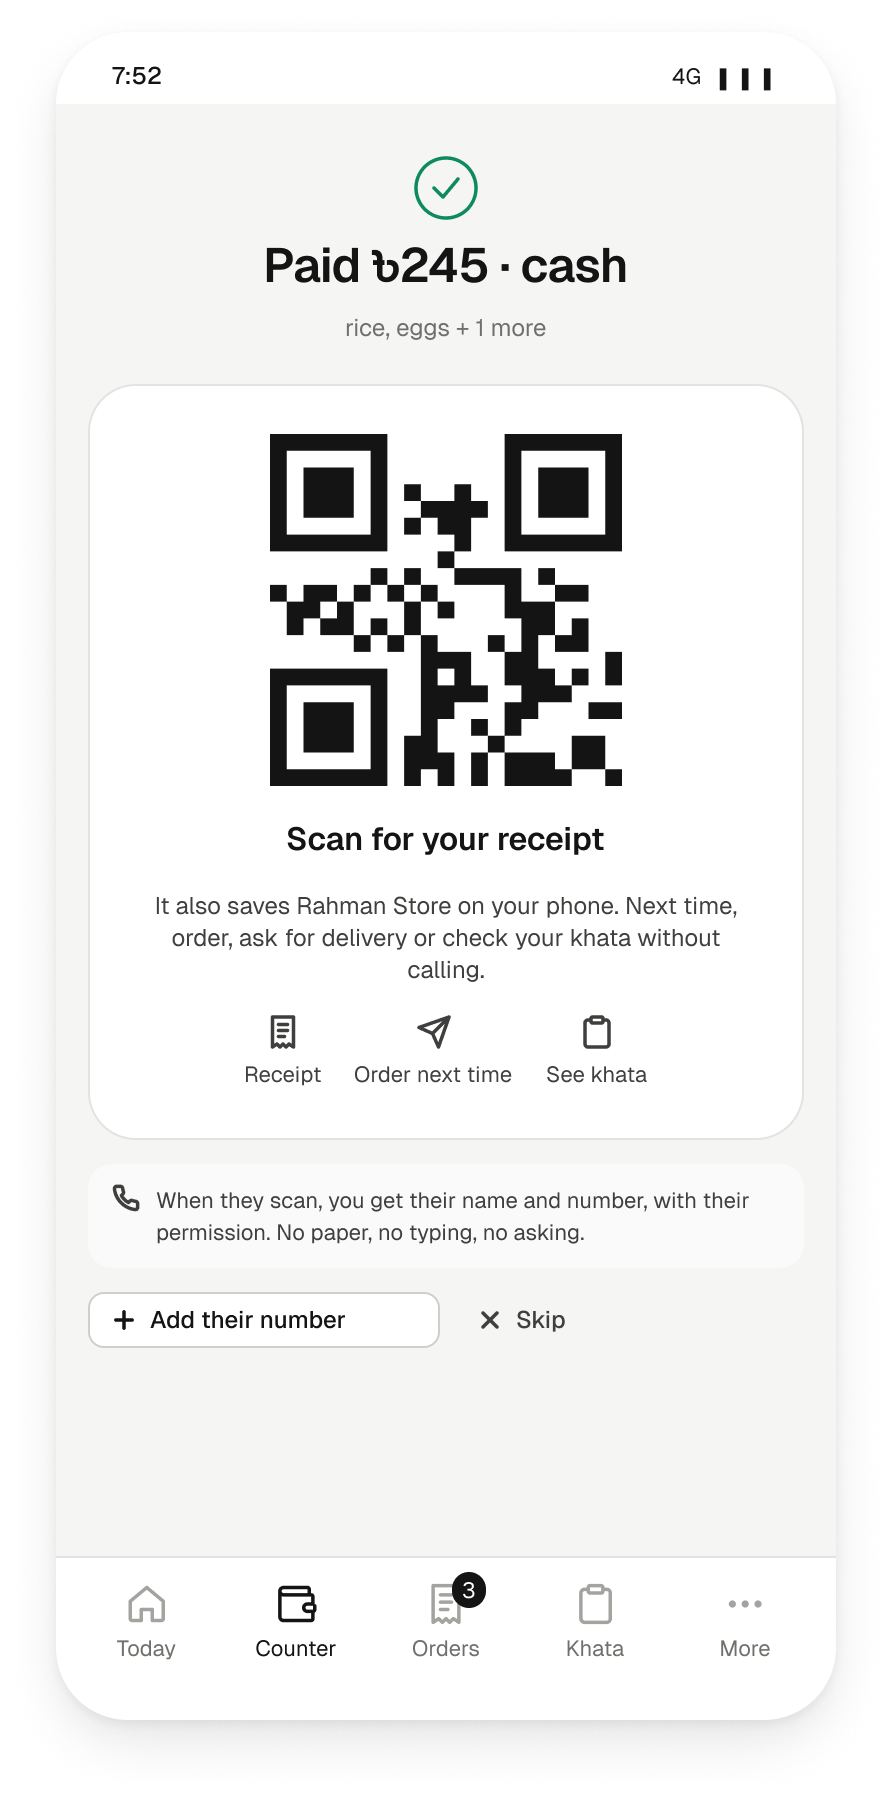 7:52
4G
Paid ৳245 · cash
rice, eggs + 1 more
Scan for your receipt
It also saves Rahman Store on your phone. Next time,
order, ask for delivery or check your khata without
calling.
Receipt Order next time See khata
When they scan, you get their name and number, with their
permission. No paper, no typing, no asking.
Add their number
Skip
3
Today Counter Orders Khata More